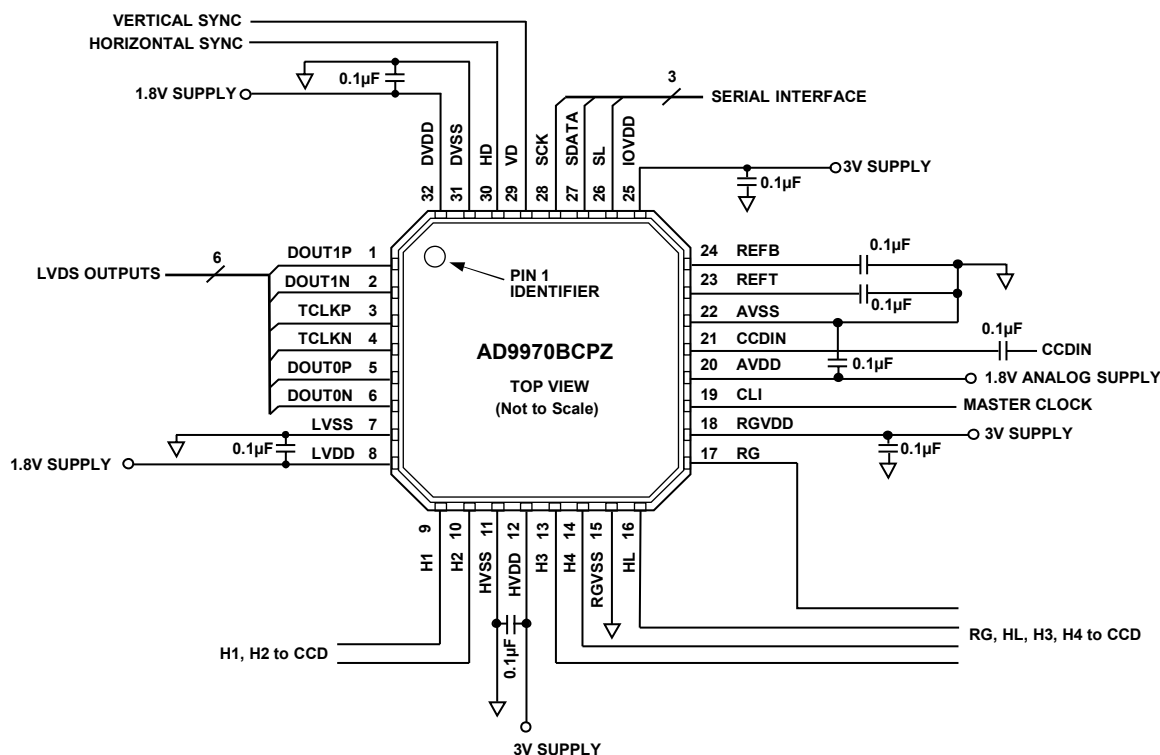 VERTICAL SYNC
HORIZONTAL SYNC
0.1µF
1.8V SUPPLY
3
SERIAL INTERFACE
DVDD
DVSS
HD
VD
SCK
SDATA
SL
IOVDD
32
31
30
29
28
27
26
25
3V SUPPLY
0.1µF
LVDS OUTPUTS
6
DOUT1P 1
DOUT1N 2
TCLKP 3
TCLKN 4
DOUT0P 5
DOUT0N 6
LVSS 7
LVDD 8
0.1µF
1.8V SUPPLY
PIN 1
IDENTIFIER
AD9970BCPZ
TOP VIEW
(Not to Scale)
24 REFB
23 REFT
22 AVSS
21 CCDIN
20 AVDD
19 CLI
18 RGVDD
17 RG
0.1µF
0.1µF
0.1µF
CCDIN
0.1µF
1.8V ANALOG SUPPLY
MASTER CLOCK
3V SUPPLY
0.1µF
9
10
11
12
13
14
15
16
H1
H2
HVSS
HVDD
H3
H4
RGVSS
HL
H1, H2 to CCD
0.1µF
3V SUPPLY
RG, HL, H3, H4 to CCD